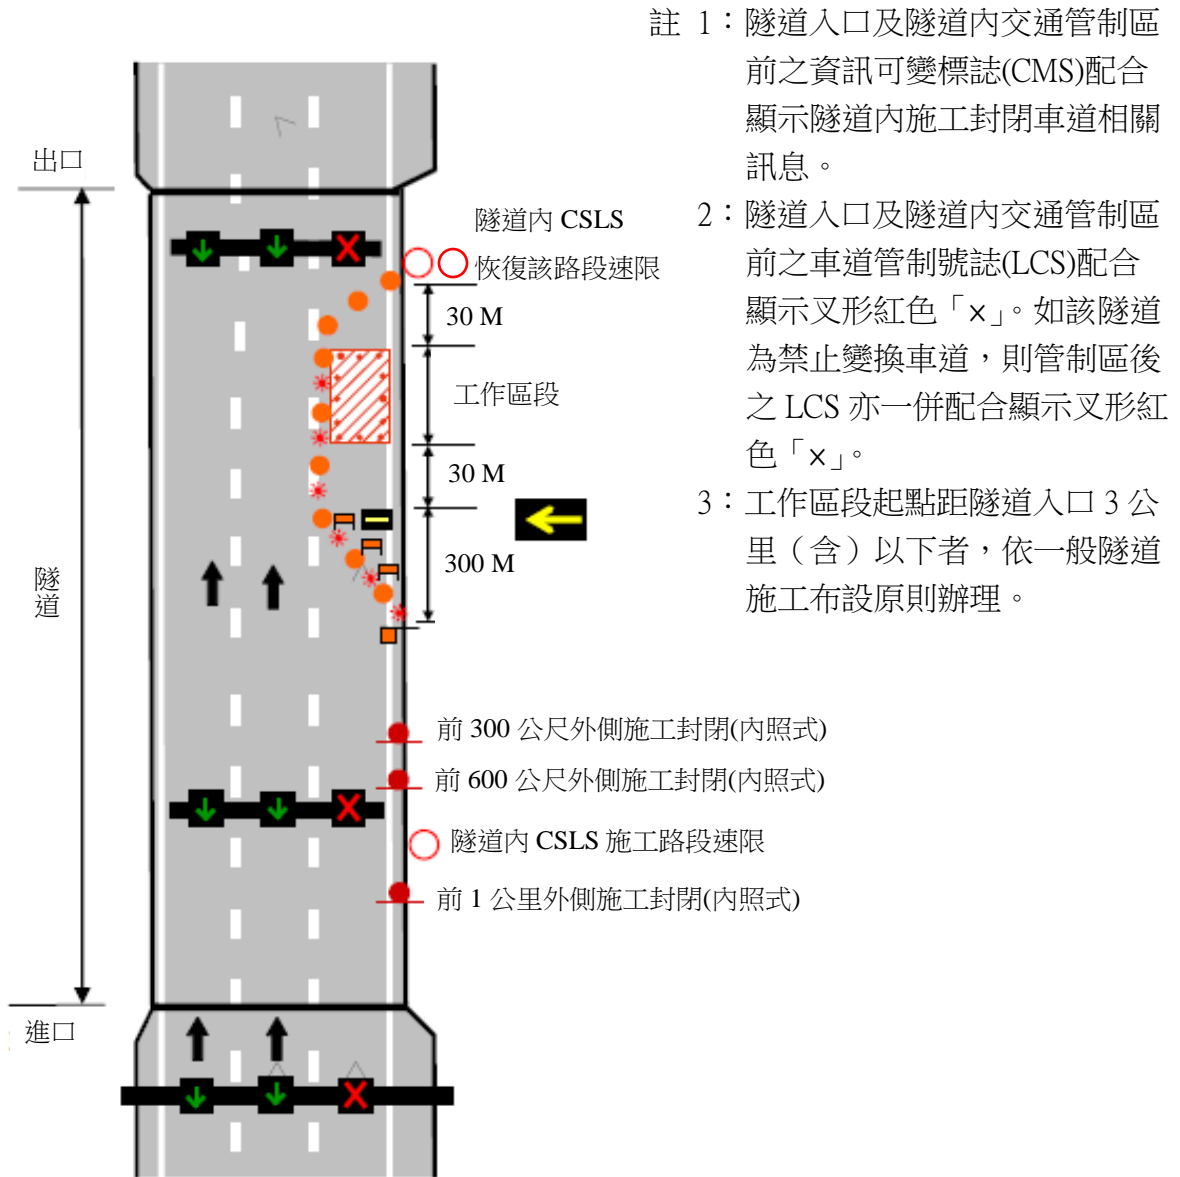 註 1：隧道入口及隧道內交通管制區
前之資訊可變標誌(CMS)配合
顯示隧道內施工封閉車道相關
訊息。
2：隧道入口及隧道內交通管制區
前之車道管制號誌(LCS)配合
顯示叉形紅色「×」。如該隧道
為禁止變換車道，則管制區後
之 LCS 亦一併配合顯示叉形紅
色「×」。
3：工作區段起點距隧道入口 3 公
里（含）以下者，依一般隧道
施工布設原則辦理。
出口
隧道內 CSLS
恢復該路段速限
30 M
工作區段
30 M
300 M
隧道
前 300 公尺外側施工封閉(內照式)
前 600 公尺外側施工封閉(內照式)
隧道內 CSLS 施工路段速限
前 1 公里外側施工封閉(內照式)
進口